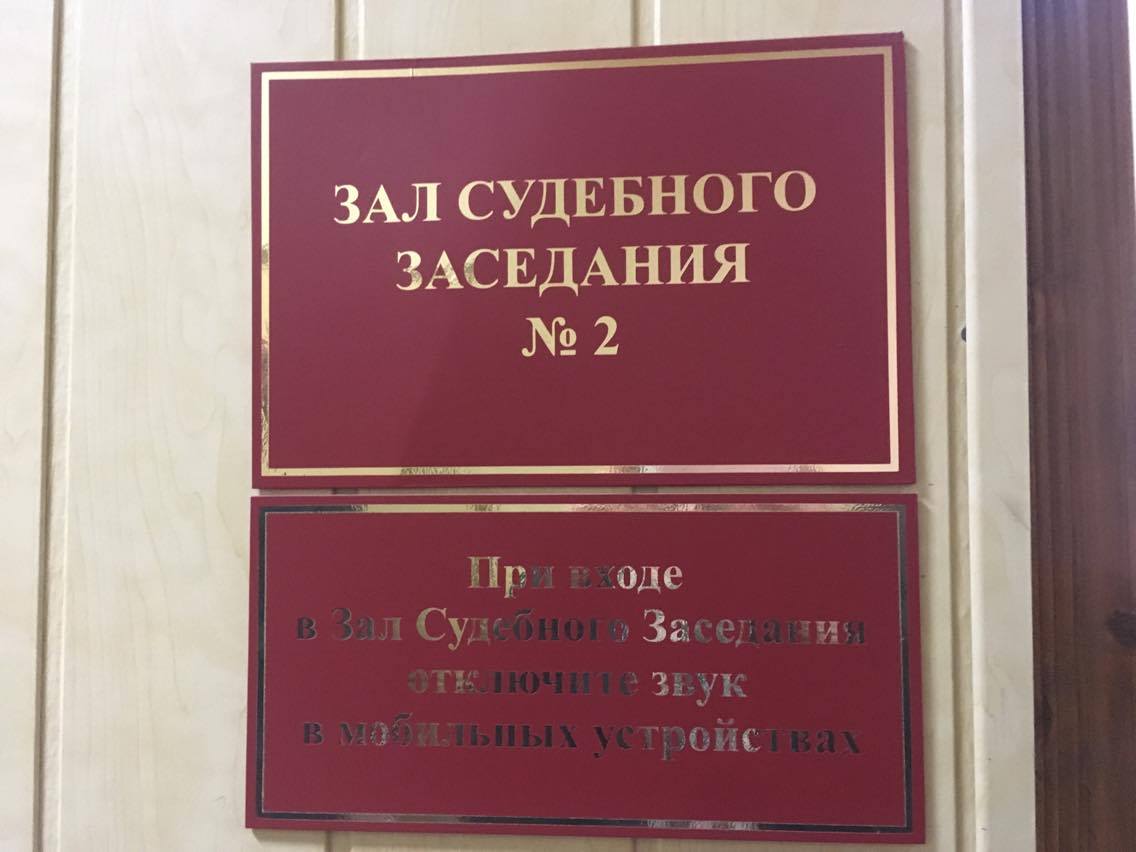 ЗАЛ СУДЕБНОГО
ЗАСЕДАНИЯ
№ 2
При входе
в Зал Судебного Заседания
отключите звук
в мобильных устройствах